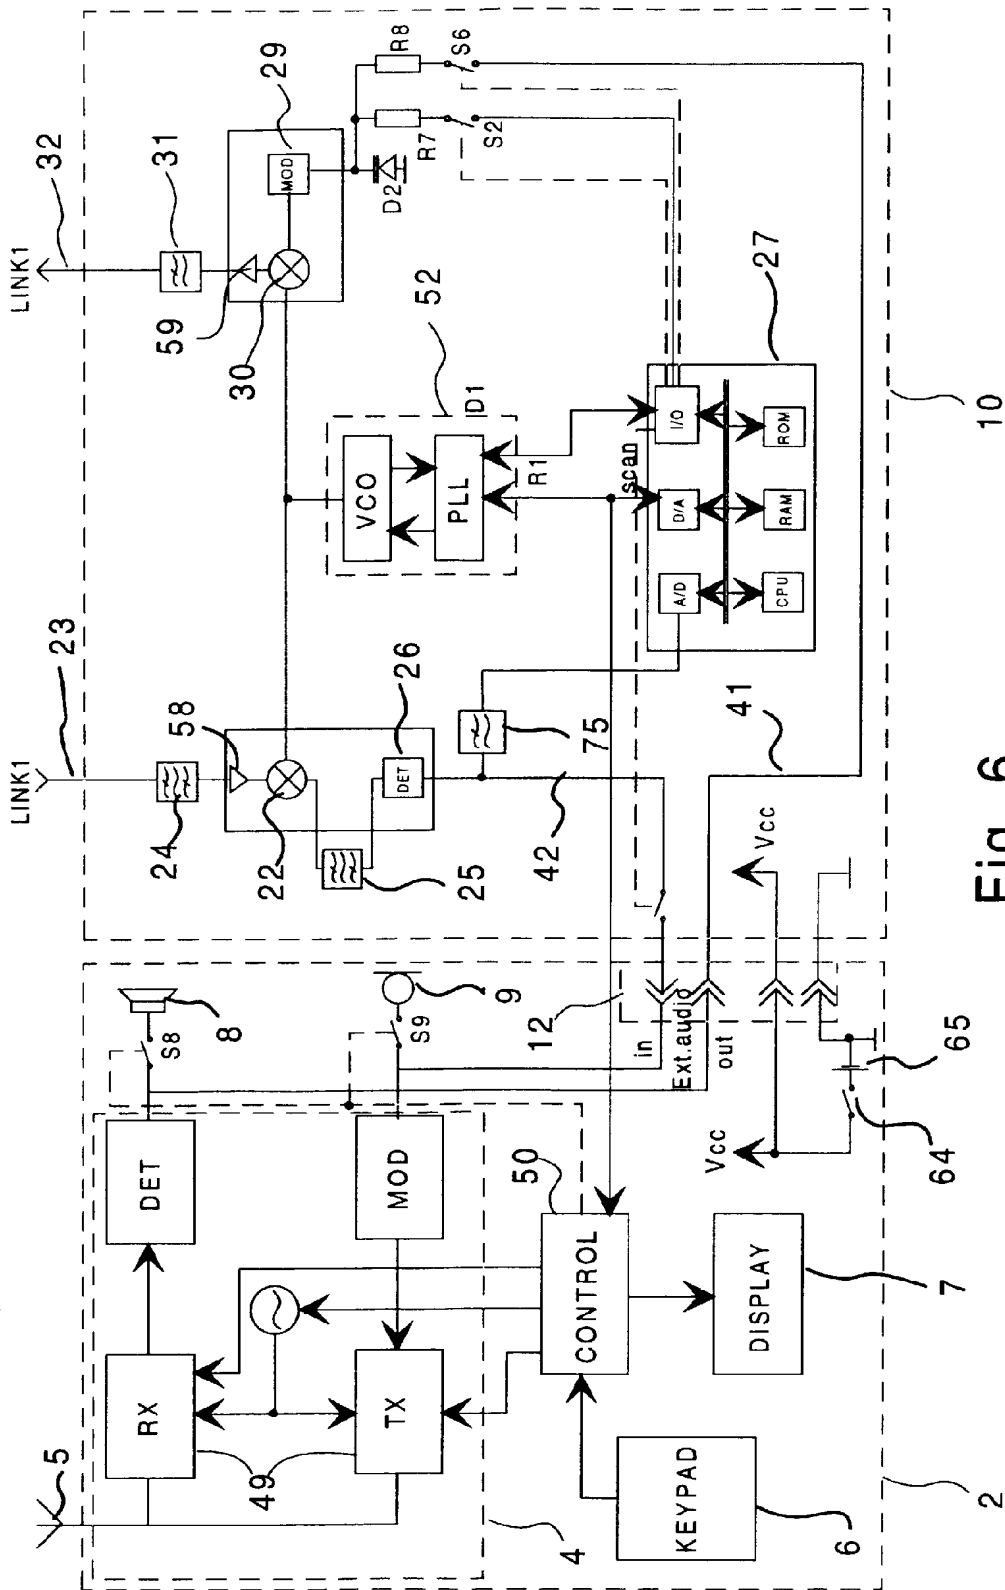 LINK1
23
24
58
22
25
DET
26
42
75
LINK1
32
31
59
30
MOD
29
VCO
PLL
52
ID1
R1
D2
R7
R8
S2
S6
scan
A/D
D/A
I/O
CPU
RAM
ROM
27
41
Vcc
10
5
RX
DET
S8
8
49
TX
MOD
S9
9
4
50
CONTROL
KEYPAD
6
DISPLAY
7
12
in
Ext.audio
out
Vcc
64
65
2
Fig. 6